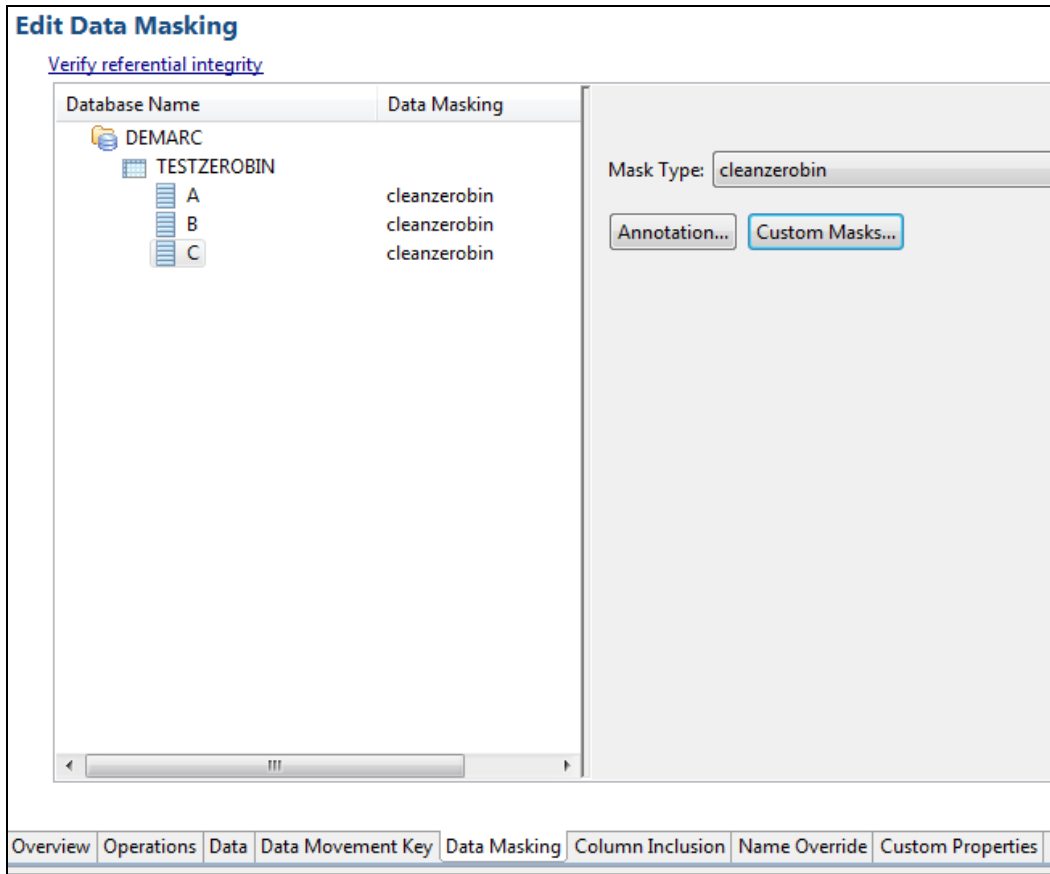 Edit Data Masking
Verify referential integrity
Database Name Data Masking
DEMARC
TESTZEROBIN
A cleanzerobin
B cleanzerobin
C cleanzerobin
Mask Type: cleanzerobin
Annotation... Custom Masks...
Overview Operations Data Data Movement Key Data Masking Column Inclusion Name Override Custom Properties